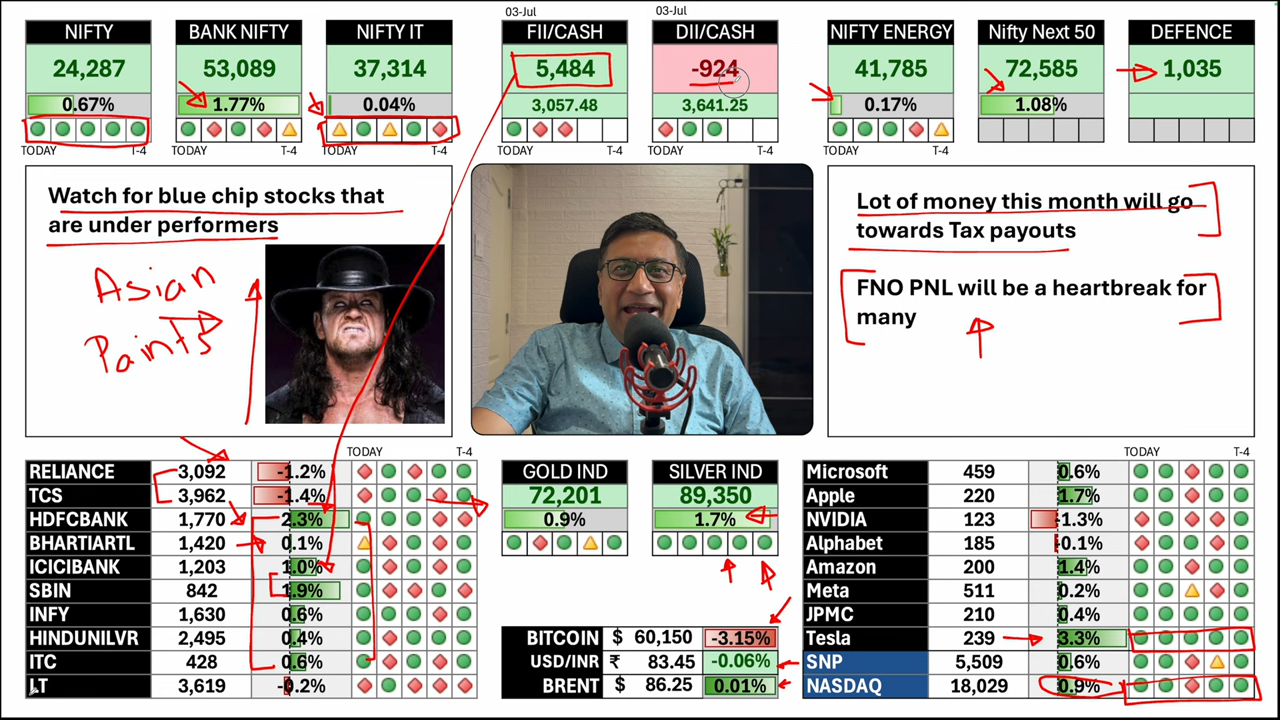 03-Jul
03-Jul
NIFTY
24,287
0.67%
TODAY T-4
BANK NIFTY
53,089
1.77%
TODAY T-4
NIFTY IT
37,314
0.04%
TODAY T-4
FII/CASH
5,484
3,057.48
TODAY T-4
DII/CASH
-924
3,641.25
TODAY T-4
NIFTY ENERGY
41,785
0.17%
TODAY T-4
Nifty Next 50
72,585
1.08%
TODAY T-4
DEFENCE
1,035
TODAY T-4
Watch for blue chip stocks that
are under performers
Asian
Paints
Lot of money this month will go
towards Tax payouts
FNO PNL will be a heartbreak for
many
TODAY T-4
RELIANCE 3,092 -1.2%
TCS 3,962 -1.4%
HDFCBANK 1,770 2.3%
BHARTIARTL 1,420 0.1%
ICICIBANK 1,203 1.0%
SBIN 842 1.9%
INFY 1,630 0.6%
HINDUNILVR 2,495 0.4%
ITC 428 0.6%
LT 3,619 -0.2%
GOLD IND
72,201
0.9%
SILVER IND
89,350
1.7%
BITCOIN $ 60,150 -3.15%
USD/INR ₹ 83.45 -0.06%
BRENT $ 86.25 0.01%
TODAY T-4
Microsoft 459 0.6%
Apple 220 1.7%
NVIDIA 123 -1.3%
Alphabet 185 -0.1%
Amazon 200 1.4%
Meta 511 0.2%
JPMC 210 0.4%
Tesla 239 3.3%
SNP 5,509 0.6%
NASDAQ 18,029 0.9%